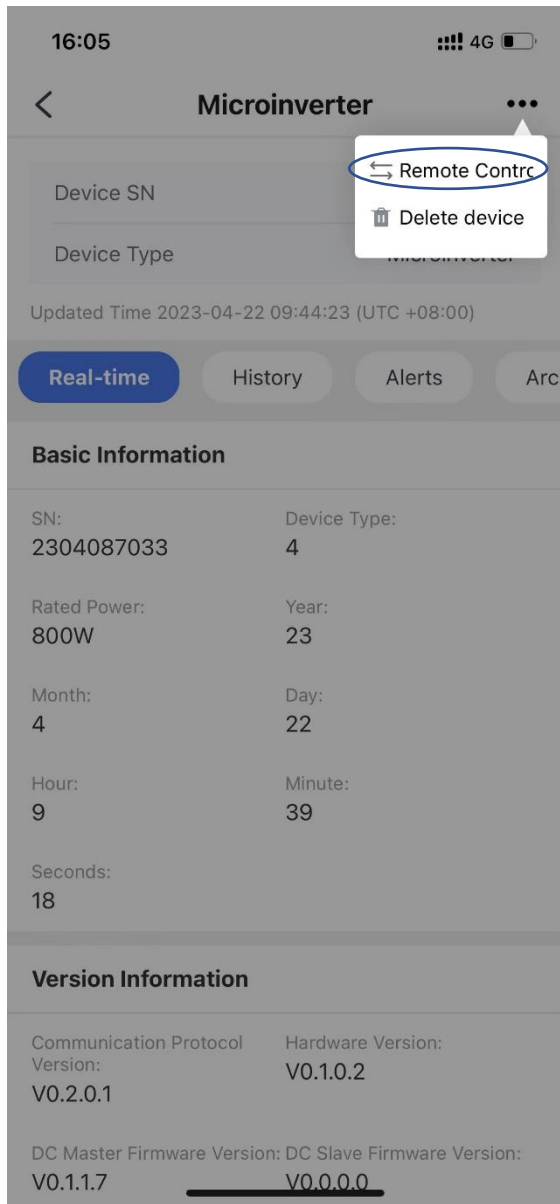 16:05
4G
Microinverter
Remote Contro
Device SN
Delete device
Device Type
Microinverter
Updated Time 2023-04-22 09:44:23 (UTC +08:00)
Real-time History Alerts Arc
Basic Information
SN: Device Type:
2304087033 4
Rated Power: Year:
800W 23
Month: Day:
4 22
Hour: Minute:
9 39
Seconds:
18
Version Information
Communication Protocol Hardware Version:
Version: V0.1.0.2
V0.2.0.1
DC Master Firmware Version: DC Slave Firmware Version:
V0.1.1.7 V0.0.0.0